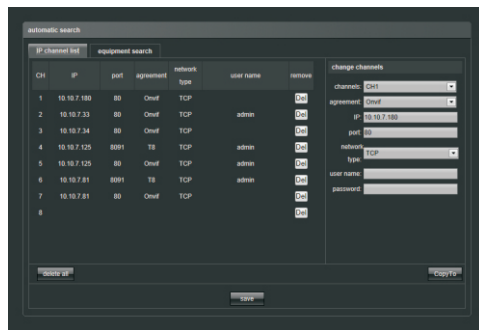 automatic search
IP channel list equipment search
CH IP port agreement network type user name remove
1 10.10.7.180 80 Onvif TCP Del
2 10.10.7.33 80 Onvif TCP admin Del
3 10.10.7.34 80 Onvif TCP Del
4 10.10.7.125 8091 T8 TCP admin Del
5 10.10.7.125 80 Onvif TCP Del
6 10.10.7.81 8091 T8 TCP admin Del
7 10.10.7.81 80 Onvif TCP Del
8 Del
change channels
channels: CH1
agreement: Onvif
IP: 10.10.7.180
port: 80
network type: TCP
user name:
password:
delete all CopyTo
save